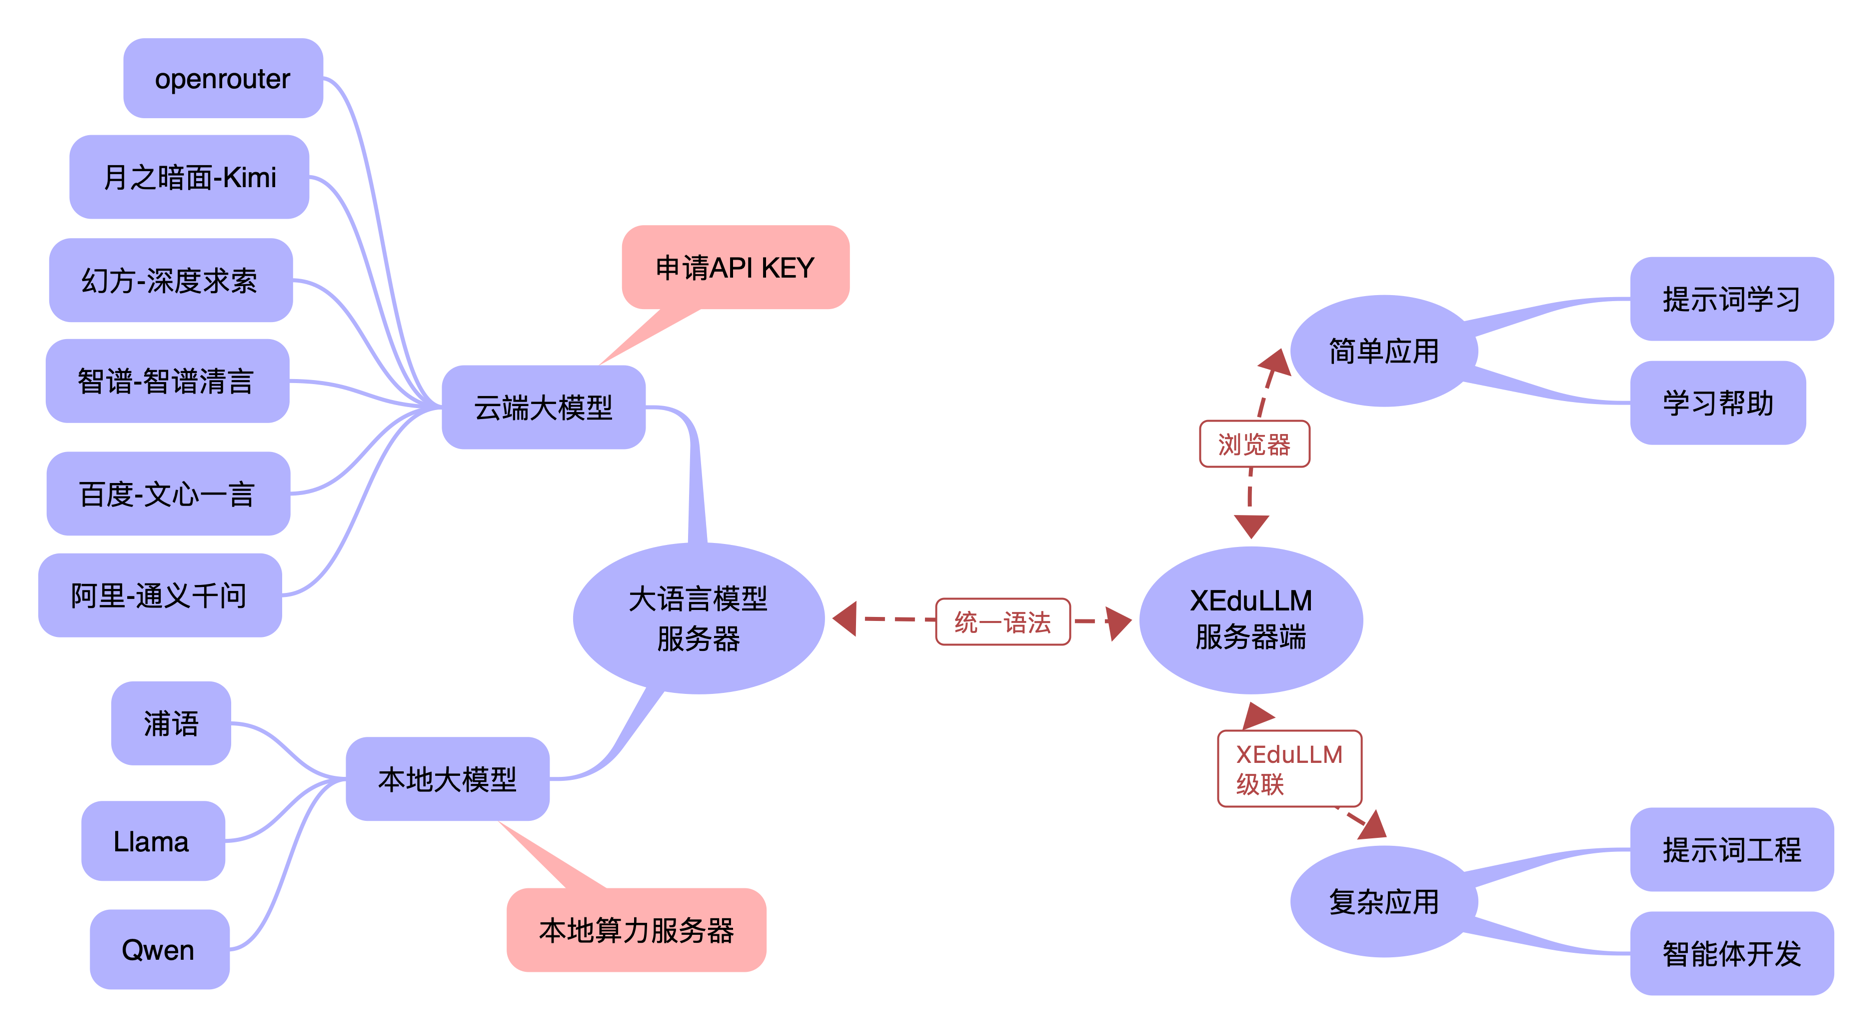 openrouter
月之暗面-Kimi
幻方-深度求索
智谱-智谱清言
百度-文心一言
阿里-通义千问
申请API KEY
云端大模型
大语言模型
服务器
浦语
Llama
Qwen
本地大模型
本地算力服务器
统一语法
XEduLLM
服务器端
浏览器
简单应用
提示词学习
学习帮助
XEduLLM
级联
复杂应用
提示词工程
智能体开发